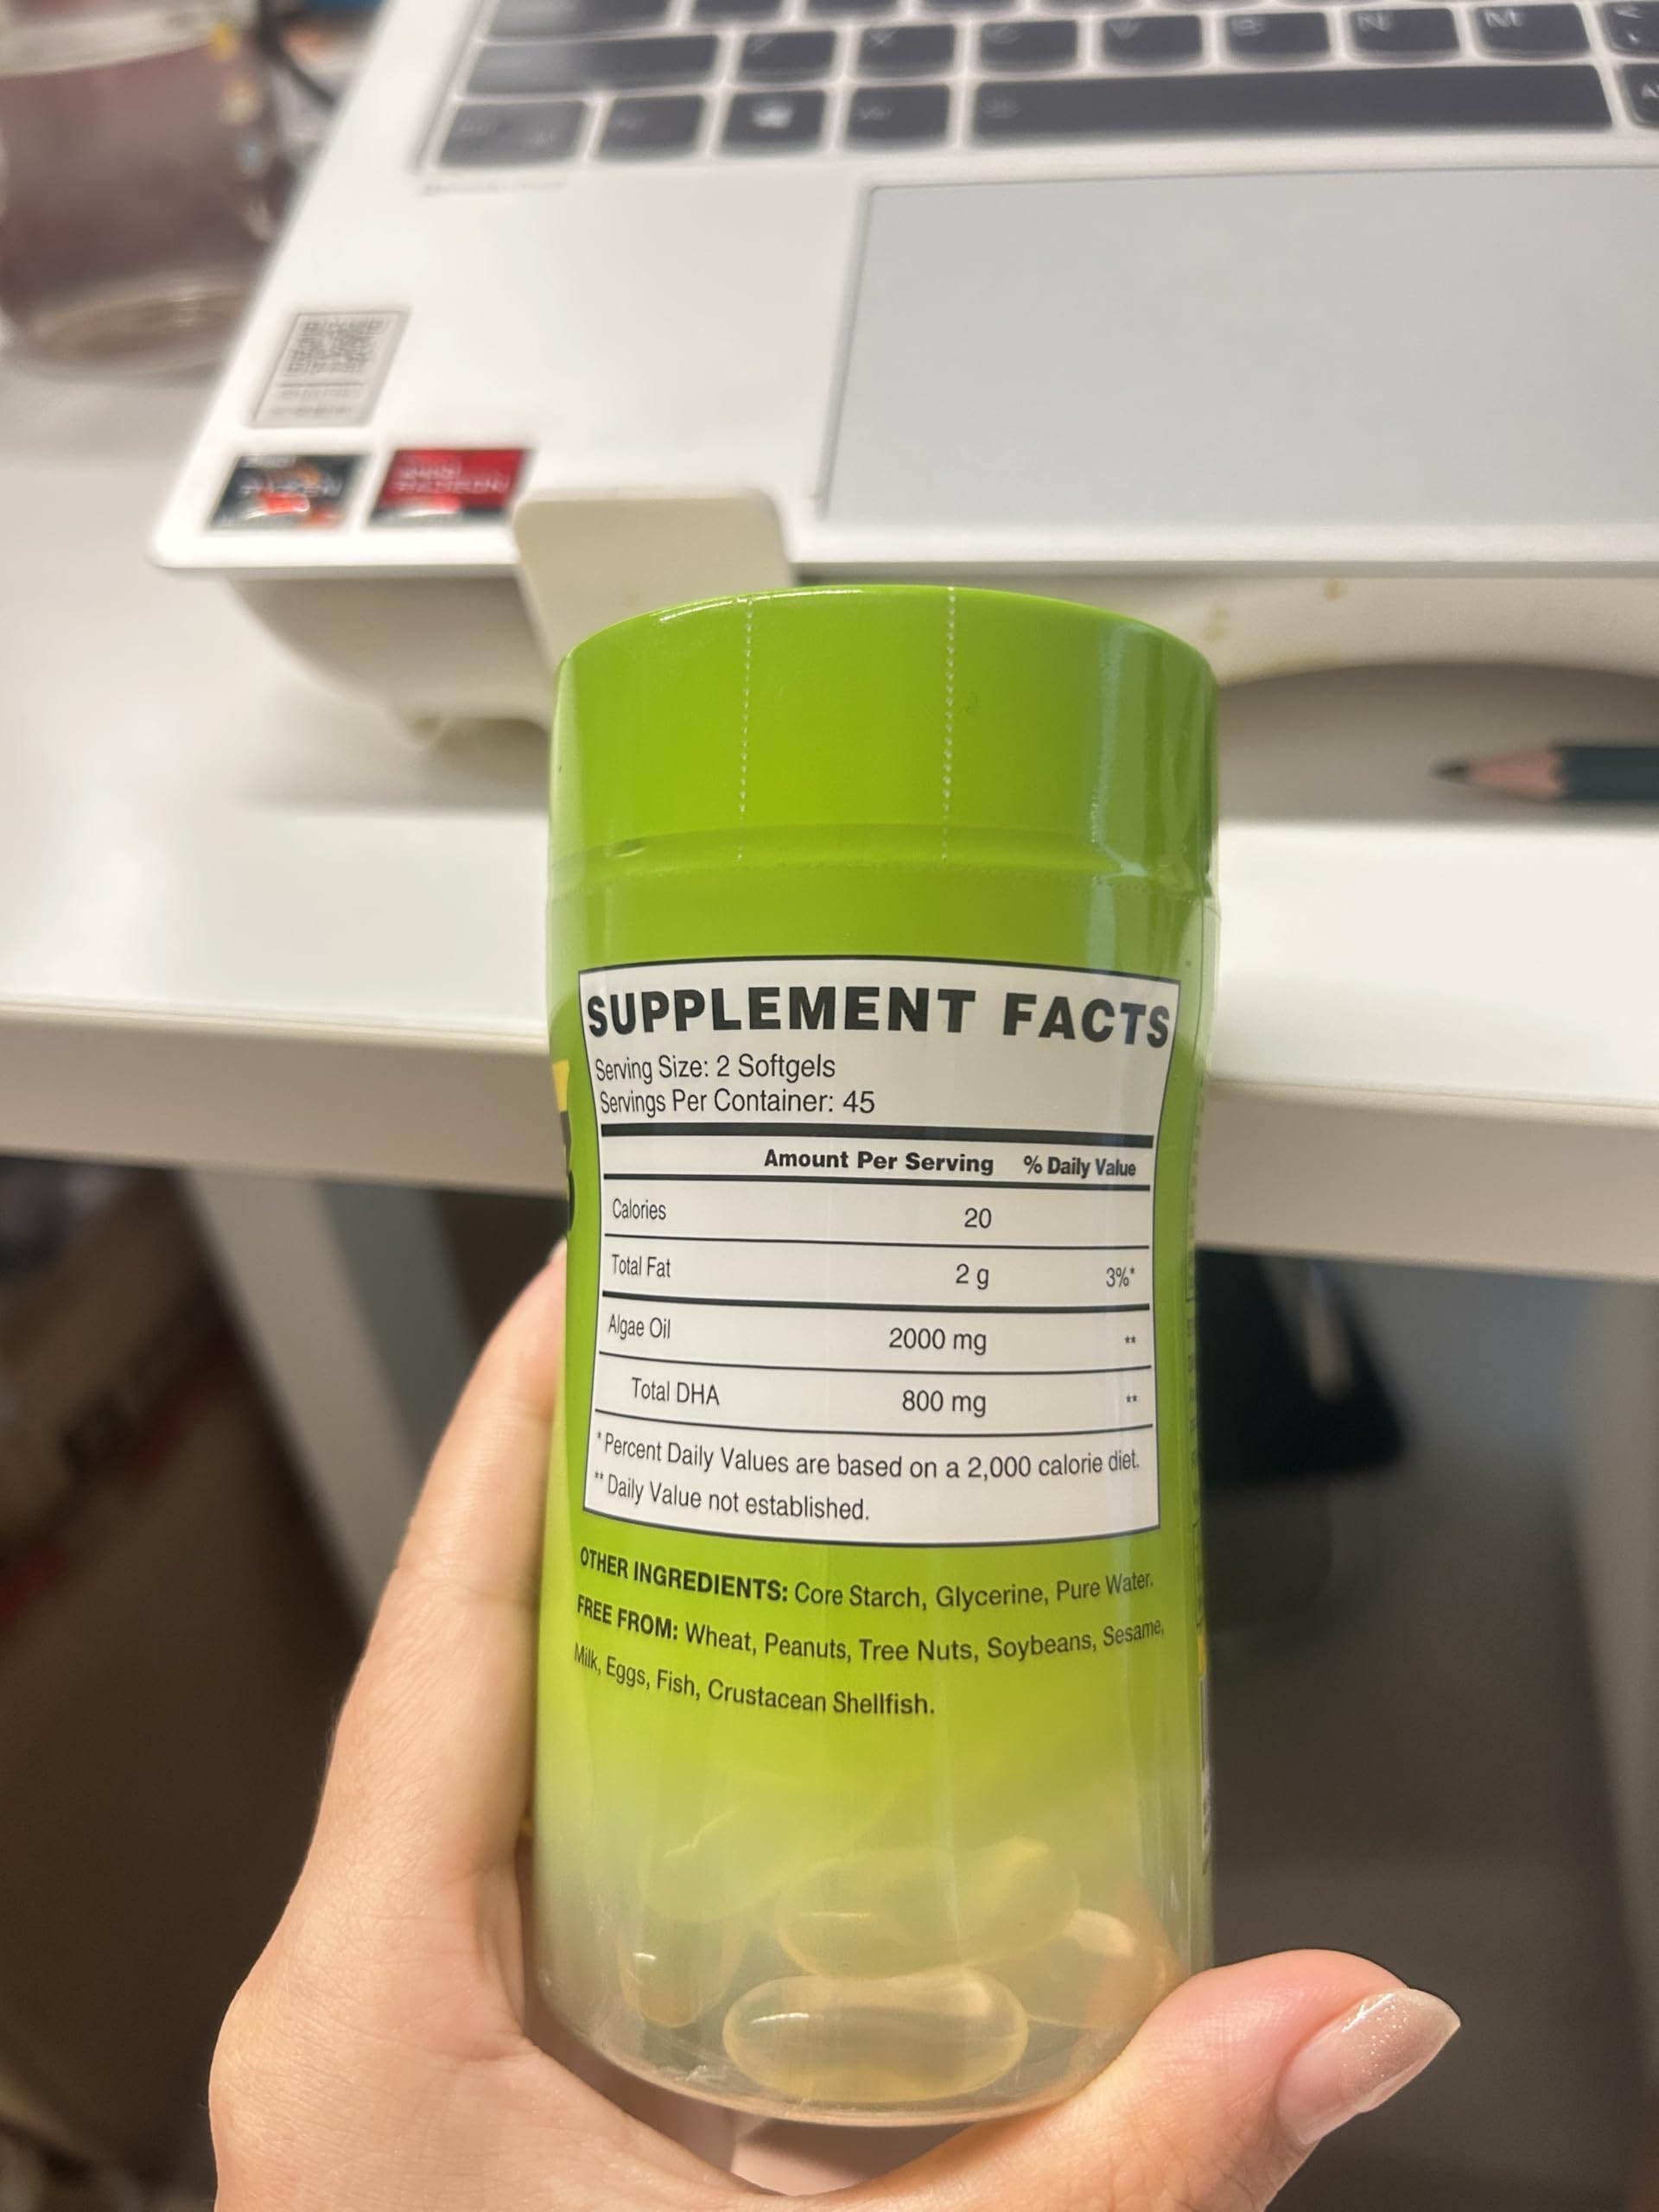 Z X C V B N M
RYZEN
RADEON
SUPPLEMENT FACTS
Serving Size: 2 Softgels
Servings Per Container: 45
Amount Per Serving % Daily Value
Calories 20
Total Fat 2 g 3%*
Algae Oil 2000 mg **
Total DHA 800 mg **
*Percent Daily Values are based on a 2,000 calorie diet.
**Daily Value not established.
OTHER INGREDIENTS: Core Starch, Glycerine, Pure Water.
FREE FROM: Wheat, Peanuts, Tree Nuts, Soybeans, Sesame,
Milk, Eggs, Fish, Crustacean Shellfish.